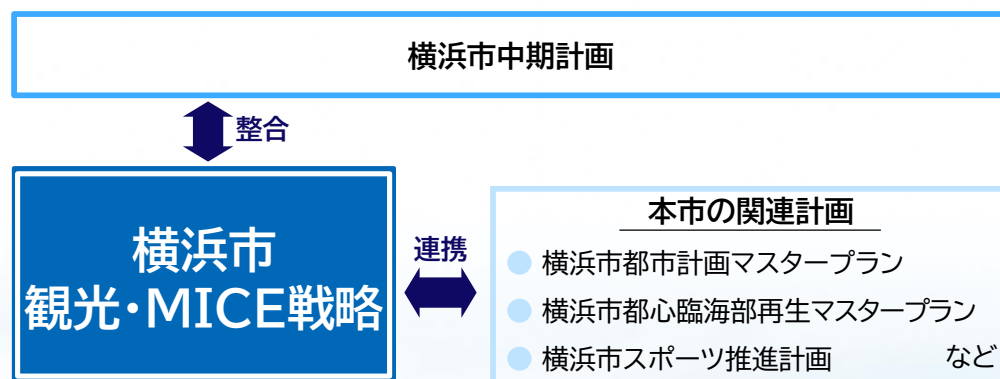 横浜市中期計画
整合
横浜市
観光・MICE戦略
連携
本市の関連計画
● 横浜市都市計画マスタープラン
● 横浜市都心臨海部再生マスタープラン
● 横浜市スポーツ推進計画 など